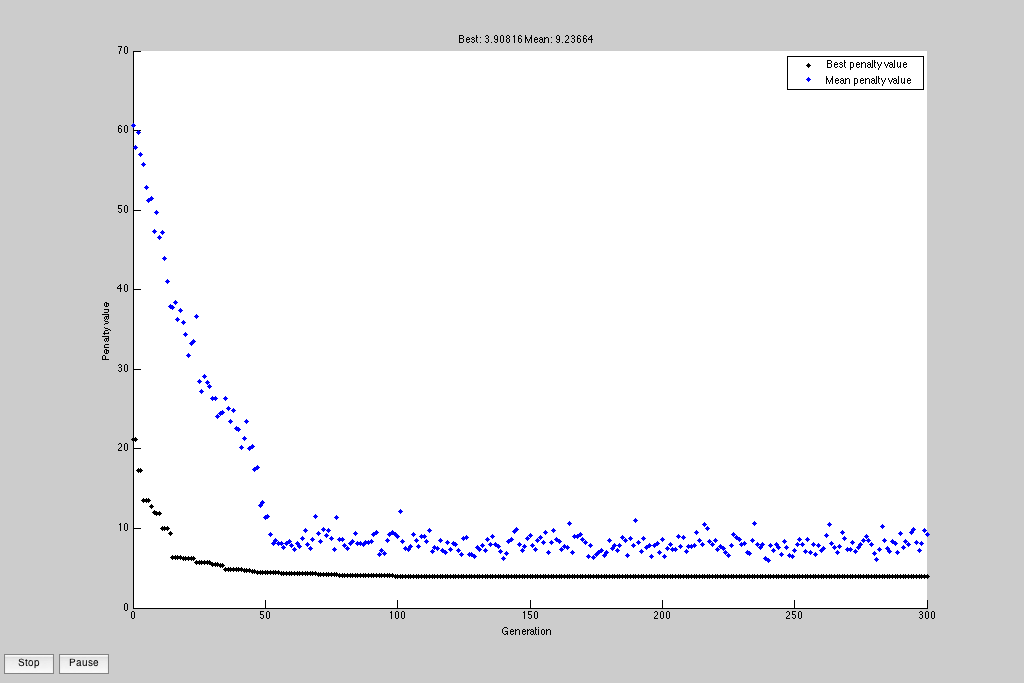 Best: 3.90816 Mean: 9.23664
Best penalty value
Mean penalty value
70
60
50
40
30
20
10
0
Penalty value
0 50 100 150 200 250 300
Generation
Stop Pause